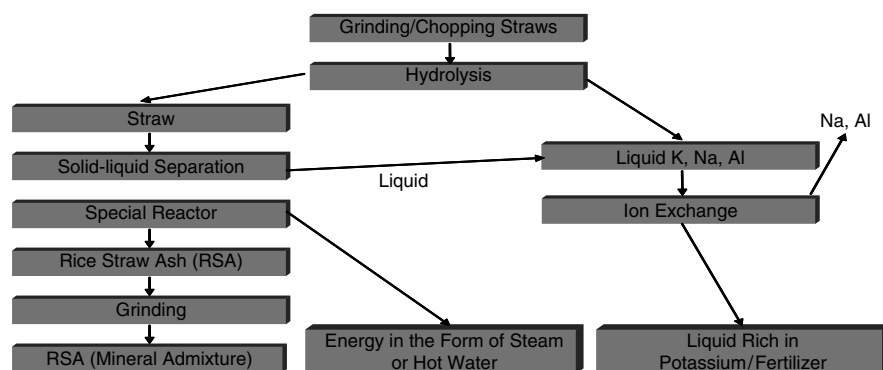 Grinding/Chopping Straws
Hydrolysis
Straw
Na, Al
Solid-liquid Separation
Liquid
Liquid K, Na, Al
Special Reactor
Ion Exchange
Rice Straw Ash (RSA)
Grinding
RSA (Mineral Admixture)
Energy in the Form of Steam
or Hot Water
Liquid Rich in
Potassium/Fertilizer